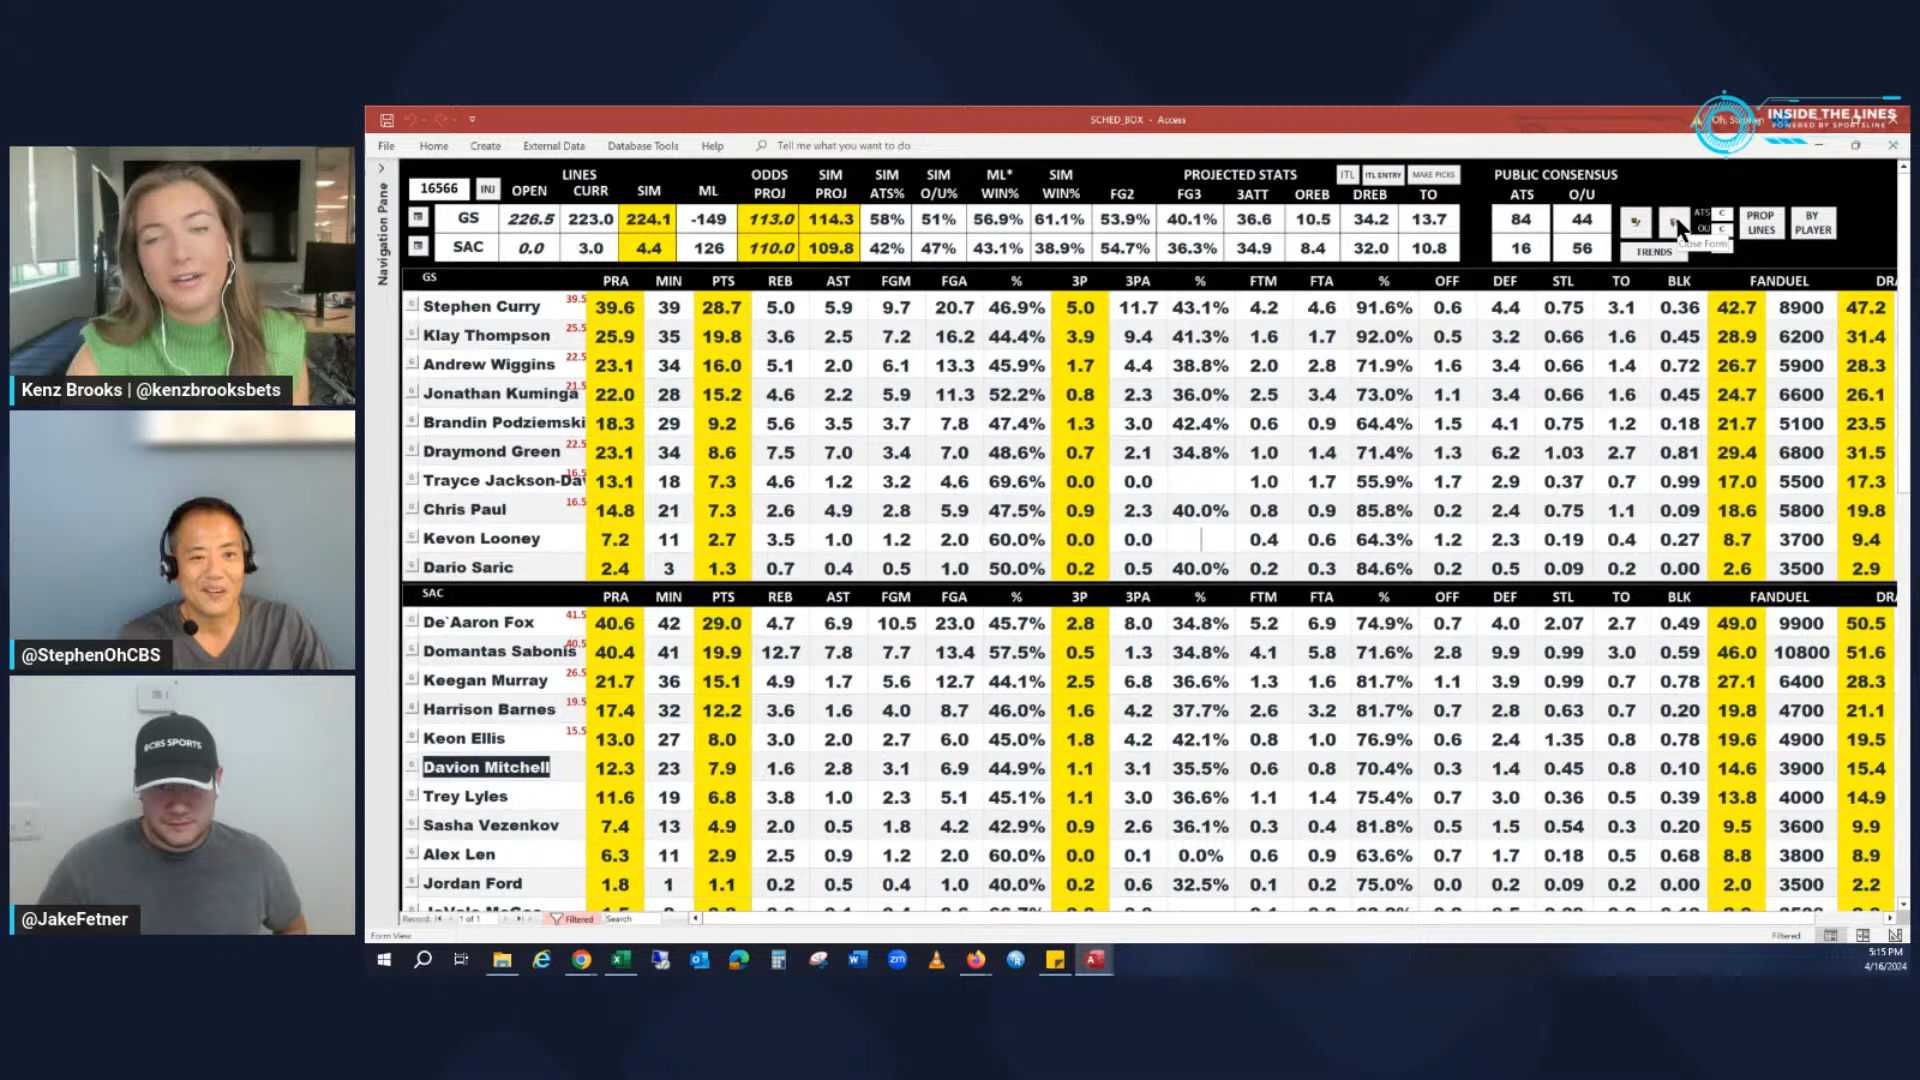 INSIDE THE LINES
POWERED BY SPORTSLINE
SCHED_BOX - Access
File Home Create External Data Database Tools Help Tell me what you want to do
Navigation Pane
16566 INJ
LINES ODDS SIM SIM SIM ML* SIM PROJECTED STATS ITL ITL ENTRY MAKE PICKS PUBLIC CONSENSUS
OPEN CURR SIM ML PROJ PROJ ATS% O/U% WIN% WIN% FG2 FG3 3ATT OREB DREB TO ATS O/U
GS 226.5 223.0 224.1 -149 113.0 114.3 58% 51% 56.9% 61.1% 53.9% 40.1% 36.6 10.5 34.2 13.7 84 44
SAC 0.0 3.0 4.4 126 110.0 109.8 42% 47% 43.1% 38.9% 54.7% 36.3% 34.9 8.4 32.0 10.8 16 56
ATS C
OU C
PROP LINES
BY PLAYER
TRENDS
Close Form
GS PRA MIN PTS REB AST FGM FGA % 3P 3PA % FTM FTA % OFF DEF STL TO BLK FANDUEL DRA
Stephen Curry 39.5 39.6 39 28.7 5.0 5.9 9.7 20.7 46.9% 5.0 11.7 43.1% 4.2 4.6 91.6% 0.6 4.4 0.75 3.1 0.36 42.7 8900 47.2
Klay Thompson 25.5 25.9 35 19.8 3.6 2.5 7.2 16.2 44.4% 3.9 9.4 41.3% 1.6 1.7 92.0% 0.5 3.2 0.66 1.6 0.45 28.9 6200 31.4
Andrew Wiggins 22.5 23.1 34 16.0 5.1 2.0 6.1 13.3 45.9% 1.7 4.4 38.8% 2.0 2.8 71.9% 1.6 3.4 0.66 1.4 0.72 26.7 5900 28.3
Jonathan Kuminga 21.5 22.0 28 15.2 4.6 2.2 5.9 11.3 52.2% 0.8 2.3 36.0% 2.5 3.4 73.0% 1.1 3.4 0.66 1.6 0.45 24.7 6600 26.1
Brandin Podziemski 18.3 29 9.2 5.6 3.5 3.7 7.8 47.4% 1.3 3.0 42.4% 0.6 0.9 64.4% 1.5 4.1 0.75 1.2 0.18 21.7 5100 23.5
Draymond Green 22.5 23.1 34 8.6 7.5 7.0 3.4 7.0 48.6% 0.7 2.1 34.8% 1.0 1.4 71.4% 1.3 6.2 1.03 2.7 0.81 29.4 6800 31.5
Trayce Jackson-Dav 16.5 13.1 18 7.3 4.6 1.2 3.2 4.6 69.6% 0.0 0.0 1.0 1.7 55.9% 1.7 2.9 0.37 0.7 0.99 17.0 5500 17.3
Chris Paul 16.5 14.8 21 7.3 2.6 4.9 2.8 5.9 47.5% 0.9 2.3 40.0% 0.8 0.9 85.8% 0.2 2.4 0.75 1.1 0.09 18.6 5800 19.8
Kevon Looney 7.2 11 2.7 3.5 1.0 1.2 2.0 60.0% 0.0 0.0 0.4 0.6 64.3% 1.2 2.3 0.19 0.4 0.27 8.7 3700 9.4
Dario Saric 2.4 3 1.3 0.7 0.4 0.5 1.0 50.0% 0.2 0.5 40.0% 0.2 0.3 84.6% 0.2 0.5 0.09 0.2 0.00 2.6 3500 2.9
SAC PRA MIN PTS REB AST FGM FGA % 3P 3PA % FTM FTA % OFF DEF STL TO BLK FANDUEL DRA
De`Aaron Fox 41.5 40.6 42 29.0 4.7 6.9 10.5 23.0 45.7% 2.8 8.0 34.8% 5.2 6.9 74.9% 0.7 4.0 2.07 2.7 0.49 49.0 9900 50.5
Domantas Sabonis 40.5 40.4 41 19.9 12.7 7.8 7.7 13.4 57.5% 0.5 1.3 34.8% 4.1 5.8 71.6% 2.8 9.9 0.99 3.0 0.59 46.0 10800 51.6
Keegan Murray 26.5 21.7 36 15.1 4.9 1.7 5.6 12.7 44.1% 2.5 6.8 36.6% 1.3 1.6 81.7% 1.1 3.9 0.99 0.7 0.78 27.1 6400 28.3
Harrison Barnes 19.5 17.4 32 12.2 3.6 1.6 4.0 8.7 46.0% 1.6 4.2 37.7% 2.6 3.2 81.7% 0.7 2.8 0.63 0.7 0.20 19.8 4700 21.1
Keon Ellis 15.5 13.0 27 8.0 3.0 2.0 2.7 6.0 45.0% 1.8 4.2 42.1% 0.8 1.0 76.9% 0.6 2.4 1.35 0.8 0.78 19.6 4900 19.5
Davion Mitchell 12.3 23 7.9 1.6 2.8 3.1 6.9 44.9% 1.1 3.1 35.5% 0.6 0.8 70.4% 0.3 1.4 0.45 0.8 0.10 14.6 3900 15.4
Trey Lyles 11.6 19 6.8 3.8 1.0 2.3 5.1 45.1% 1.1 3.0 36.6% 1.1 1.4 75.4% 0.7 3.0 0.36 0.5 0.39 13.8 4000 14.9
Sasha Vezenkov 7.4 13 4.9 2.0 0.5 1.8 4.2 42.9% 0.9 2.6 36.1% 0.3 0.4 81.8% 0.5 1.5 0.54 0.3 0.20 9.5 3600 9.9
Alex Len 6.3 11 2.9 2.5 0.9 1.2 2.0 60.0% 0.0 0.1 0.0% 0.6 0.9 63.6% 0.7 1.7 0.18 0.5 0.68 8.8 3800 8.9
Jordan Ford 1.8 1 1.1 0.2 0.5 0.4 1.0 40.0% 0.2 0.6 32.5% 0.1 0.2 75.0% 0.0 0.2 0.09 0.2 0.00 2.0 3500 2.2
Record: 1 of 1 Filtered Search
Form View Filtered
5:15 PM
4/16/2024
Kenz Brooks | @kenzbrooksbets
@StephenOhCBS
CBS SPORTS
@JakeFetner